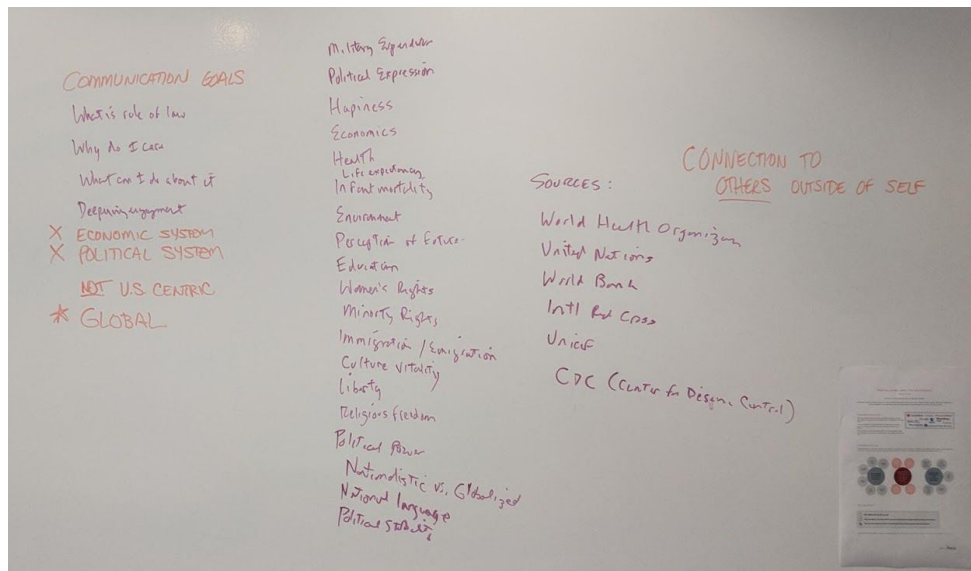 COMMUNICATION GOALS
What is rule of law
Why do I care
What can I do about it
Deepening engagement
X ECONOMIC SYSTEM
X POLITICAL SYSTEM
NOT U.S. CENTRIC
* GLOBAL
Military Expenditure
Political Expression
Hapiness
Economics
Health
Life expectancy
Infant mortality
Environment
Perception of Future
Education
Women's Rights
Minority Rights
Immigration / Emigration
Culture Vitality
Liberty
Religious freedom
Political Power
Nationalistic vs. Globalized
National language
Political Stability
SOURCES:
World Health Organization
United Nations
World Bank
Intl Red Cross
Unicef
CDC (Center for Disease Control)
CONNECTION TO
OTHERS OUTSIDE OF SELF